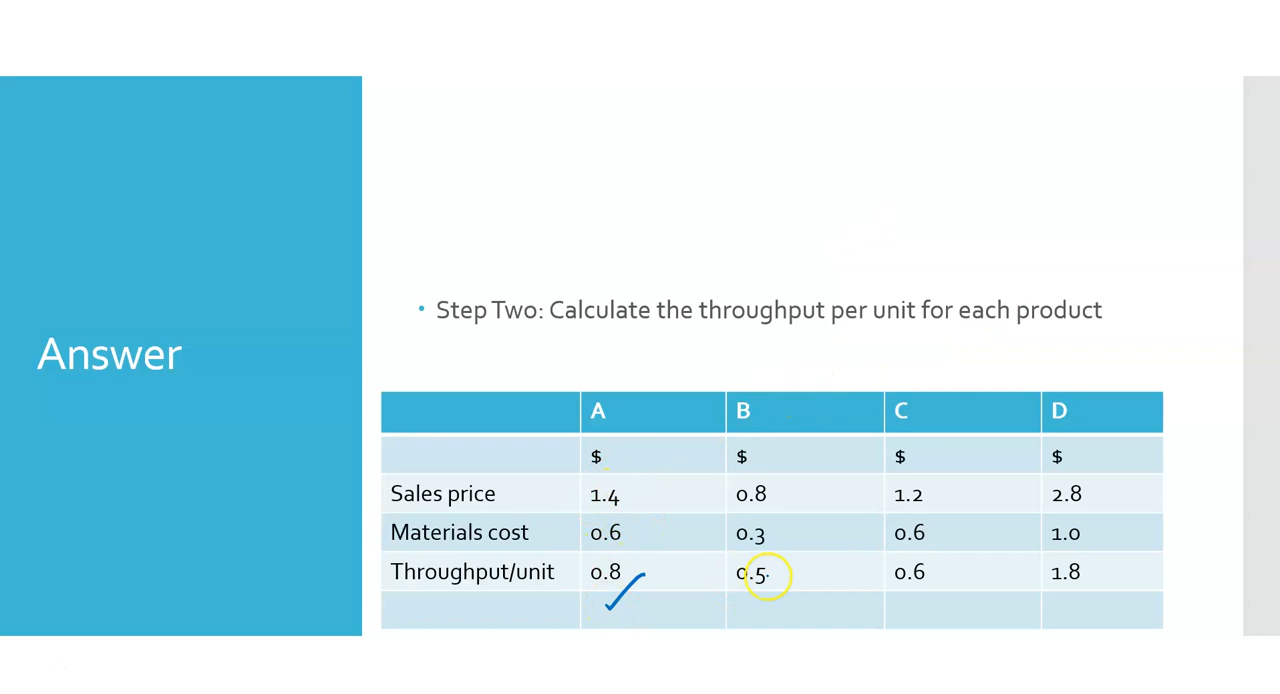 Answer
• Step Two: Calculate the throughput per unit for each product
A B C D
$ $ $ $
Sales price 1.4 0.8 1.2 2.8
Materials cost 0.6 0.3 0.6 1.0
Throughput/unit 0.8 0.5 0.6 1.8